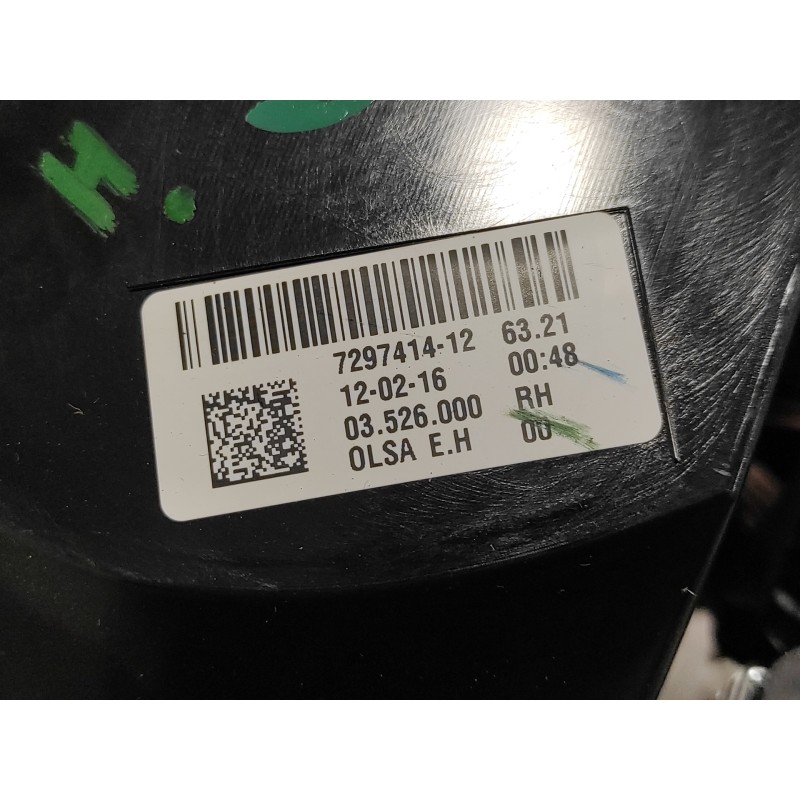 H.
7297414-12 63.21
12-02-16 00:48
03.526.000 RH
OLSA E.H 00